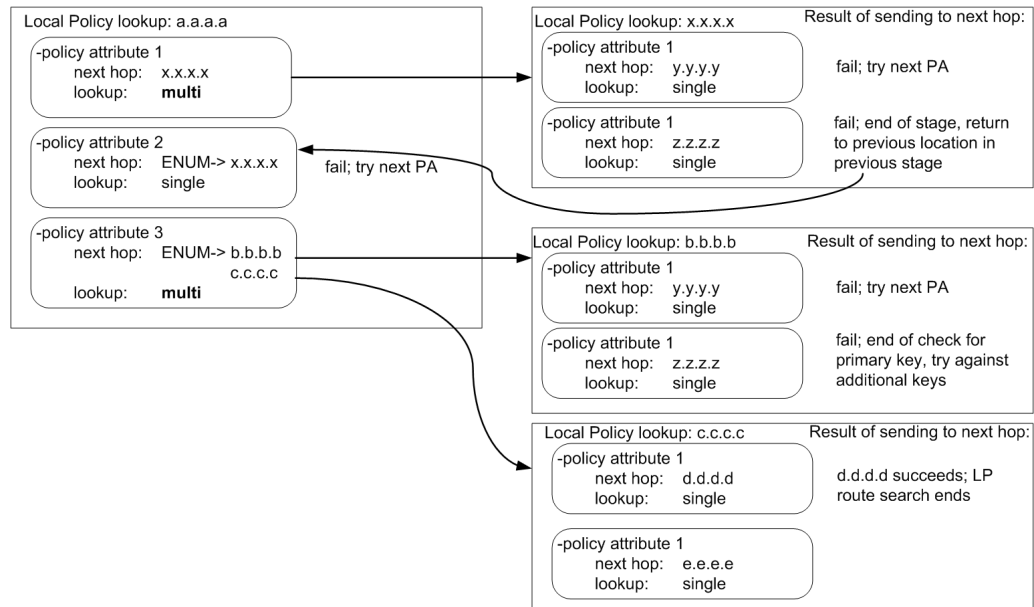 Local Policy lookup: a.a.a.a
-policy attribute 1
next hop: x.x.x.x
lookup: multi
-policy attribute 2
next hop: ENUM-> x.x.x.x
lookup: single
fail; try next PA
-policy attribute 3
next hop: ENUM-> b.b.b.b
c.c.c.c
lookup: multi
Local Policy lookup: x.x.x.x
Result of sending to next hop:
-policy attribute 1
next hop: y.y.y.y
lookup: single
fail; try next PA
-policy attribute 1
next hop: z.z.z.z
lookup: single
fail; end of stage, return
to previous location in
previous stage
Local Policy lookup: b.b.b.b
Result of sending to next hop:
-policy attribute 1
next hop: y.y.y.y
lookup: single
fail; try next PA
-policy attribute 1
next hop: z.z.z.z
lookup: single
fail; end of check for
primary key, try against
additional keys
Local Policy lookup: c.c.c.c
Result of sending to next hop:
-policy attribute 1
next hop: d.d.d.d
lookup: single
d.d.d.d succeeds; LP
route search ends
-policy attribute 1
next hop: e.e.e.e
lookup: single